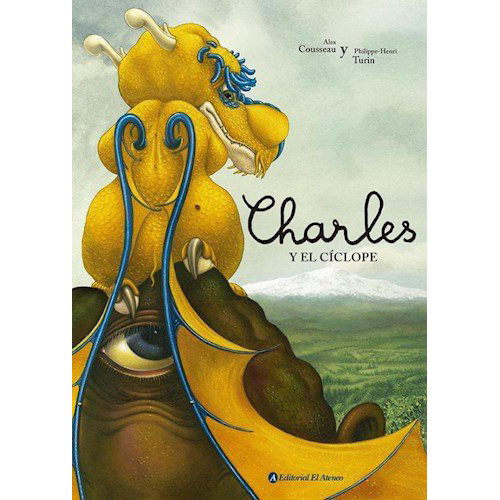 Alex
Cousseau
y
Philippe-Henri
Turin
Charles
Y EL CÍCLOPE
A Editorial El Ateneo